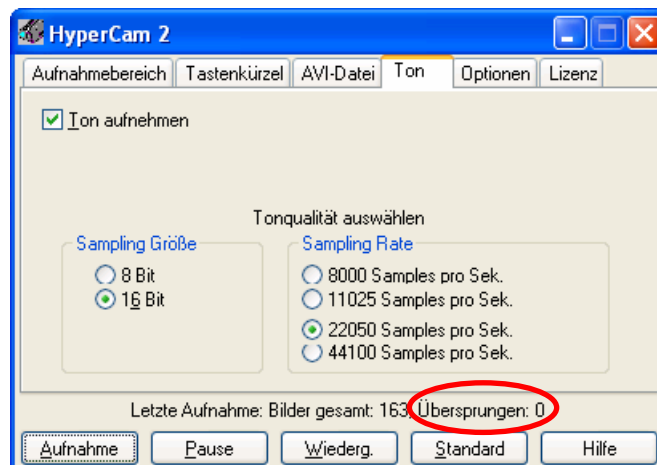 HyperCam 2
Aufnahmebereich Tastenkürzel AVI-Datei Ton Optionen Lizenz
Ton aufnehmen
Tonqualität auswählen
Sampling Größe Sampling Rate
8 Bit 8000 Samples pro Sek.
16 Bit 11025 Samples pro Sek.
22050 Samples pro Sek.
44100 Samples pro Sek.
Letzte Aufnahme: Bilder gesamt: 163, Übersprungen: 0
Aufnahme Pause Wiederg. Standard Hilfe